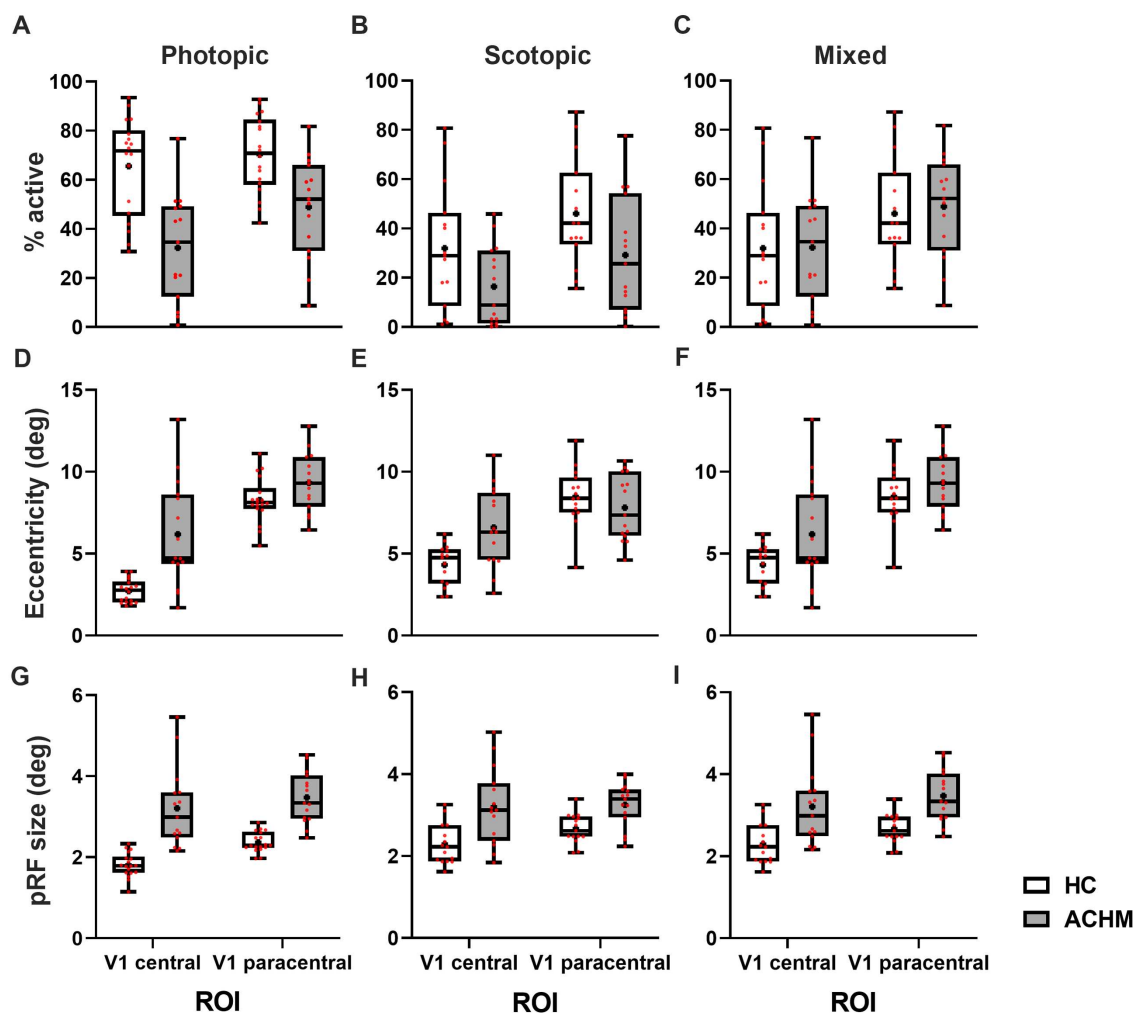 A
B
C
Photopic
Scotopic
Mixed
% active
100
80
60
40
20
0
100
80
60
40
20
0
100
80
60
40
20
0
D
E
F
Eccentricity (deg)
15
10
5
0
15
10
5
0
15
10
5
0
G
H
I
pRF size (deg)
6
4
2
0
6
4
2
0
6
4
2
0
HC
ACHM
V1 central V1 paracentral
V1 central V1 paracentral
V1 central V1 paracentral
ROI
ROI
ROI